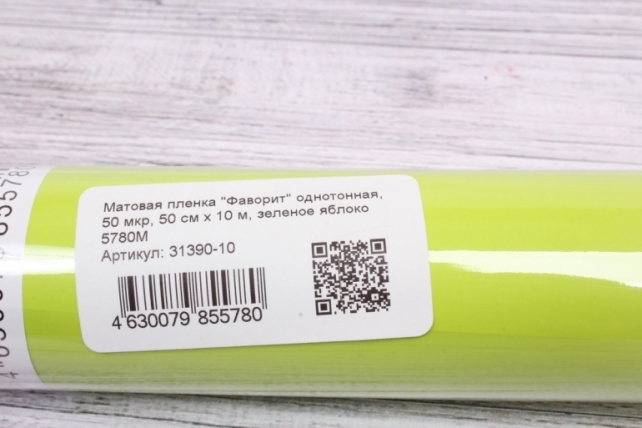 Матовая пленка "Фаворит" однотонная,
50 мкр, 50 см х 10 м, зеленое яблоко
5780М
Артикул: 31390-10
4 630079 855780